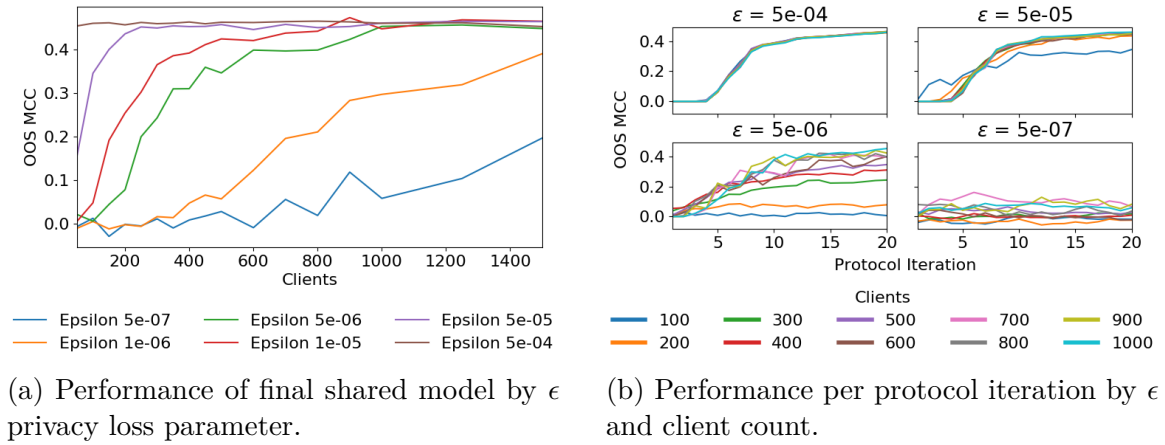 OOS MCC
0.4
0.3
0.2
0.1
0.0
200 400 600 800 1000 1200 1400
Clients
Epsilon 5e-07 Epsilon 5e-06 Epsilon 5e-05
Epsilon 1e-06 Epsilon 1e-05 Epsilon 5e-04
(a) Performance of final shared model by ϵ
privacy loss parameter.
ε = 5e-04 ε = 5e-05
0.4
0.0
OOS MCC
ε = 5e-06 ε = 5e-07
0.4
0.2
0.0
5 10 15 20 5 10 15 20
Protocol Iteration
Clients
100 300 500 700 900
200 400 600 800 1000
(b) Performance per protocol iteration by ϵ
and client count.